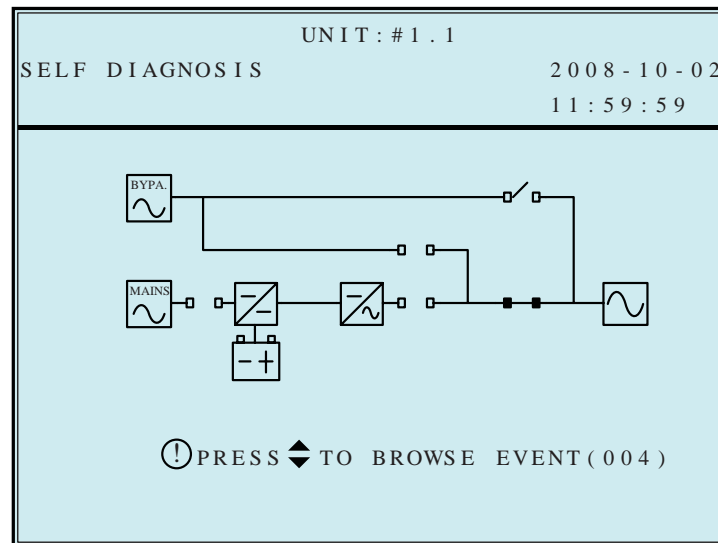 UNIT:#1.1
SELF DIAGNOSIS 2008-10-02
11:59:59
BYPA.
MAINS
! PRESS TO BROWSE EVENT(004)